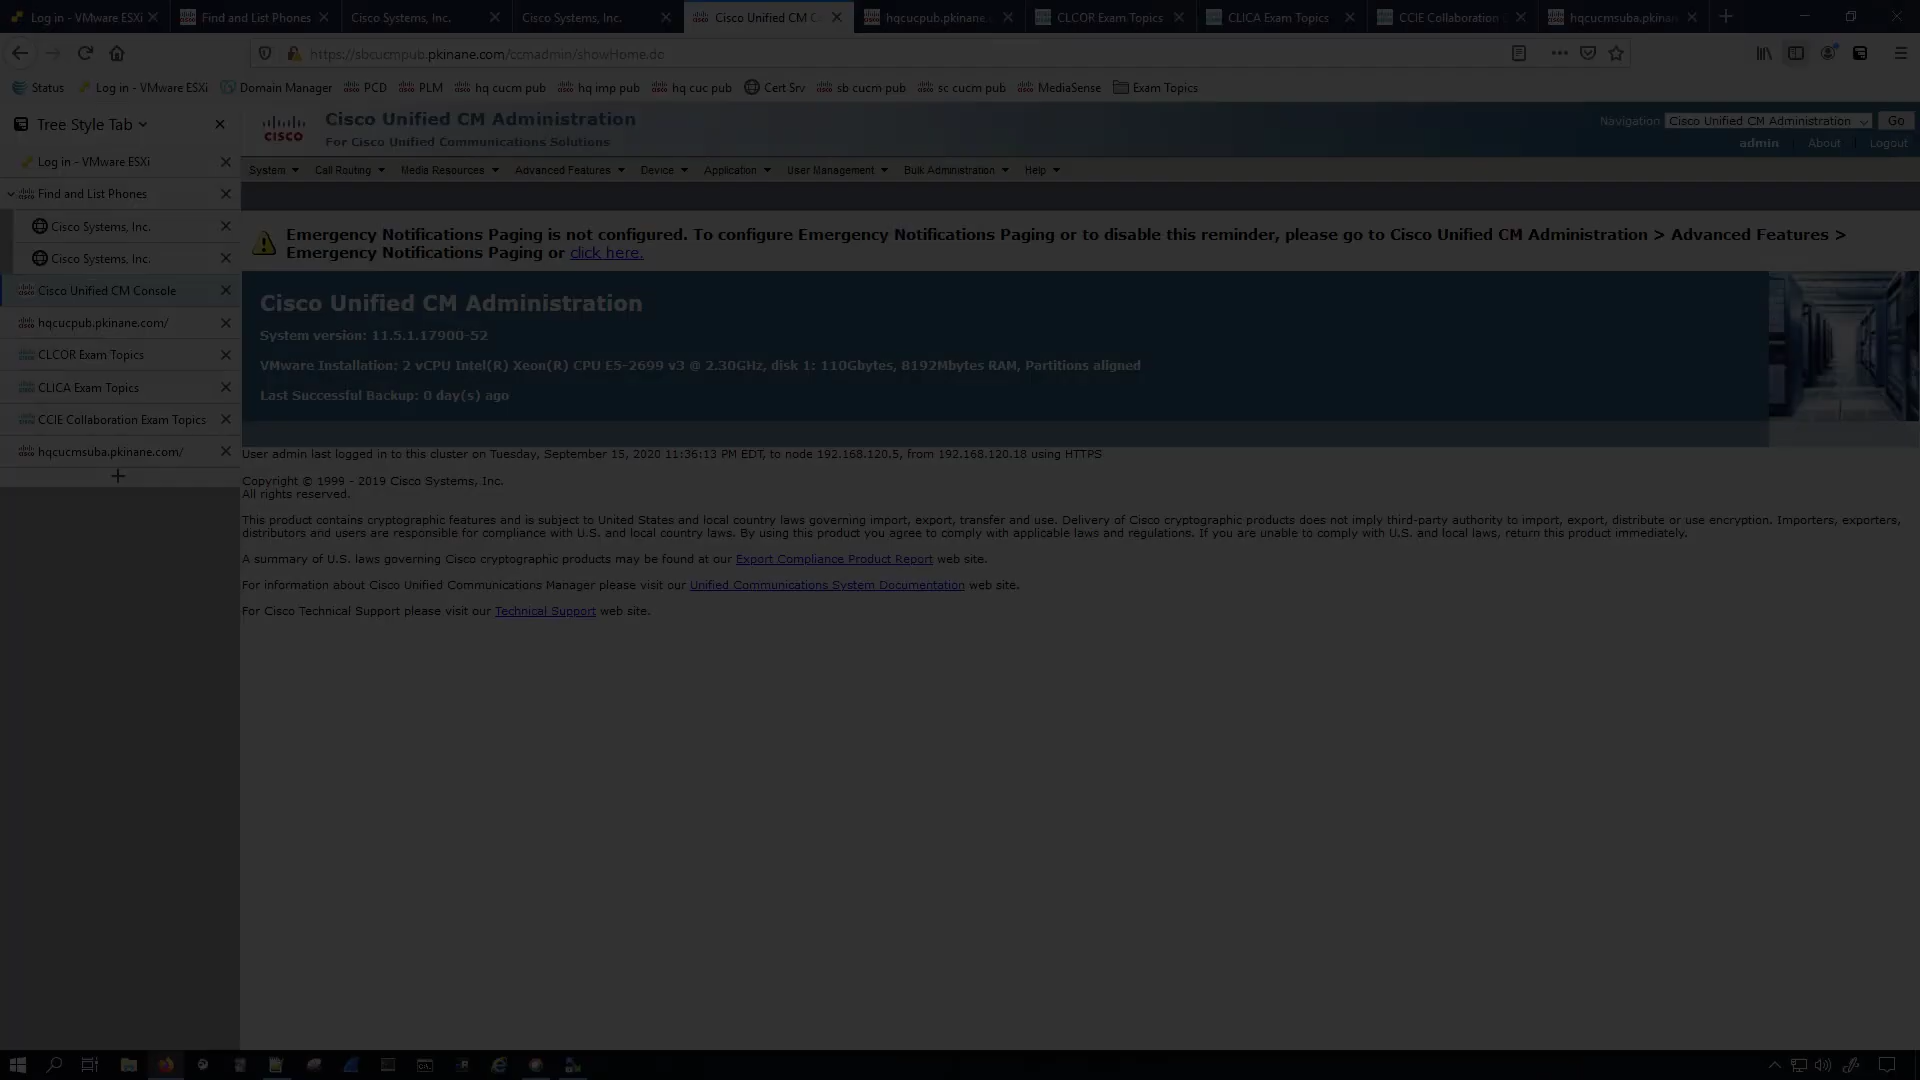 Log in - VMware ESXi
Find and List Phones
Cisco Systems, Inc.
Cisco Systems, Inc.
Cisco Unified CM C
hqcucpub.pkinane.
CLCOR Exam Topics
CLICA Exam Topics
CCIE Collaboration
hqcucmsuba.pkinan
https://sbcucmpub.pkinane.com/ccmadmin/showHome.do
Status
Log in - VMware ESXi
Domain Manager
PCD
PLM
hq cucm pub
hq imp pub
hq cuc pub
Cert Srv
sb cucm pub
sc cucm pub
MediaSense
Exam Topics
Tree Style Tab
Log in - VMware ESXi
Find and List Phones
Cisco Systems, Inc.
Cisco Systems, Inc.
Cisco Unified CM Console
hqcucpub.pkinane.com/
CLCOR Exam Topics
CLICA Exam Topics
CCIE Collaboration Exam Topics
hqcucmsuba.pkinane.com/
CISCO
Cisco Unified CM Administration
For Cisco Unified Communications Solutions
Navigation Cisco Unified CM Administration Go
admin About Logout
System Call Routing Media Resources Advanced Features Device Application User Management Bulk Administration Help
Emergency Notifications Paging is not configured. To configure Emergency Notifications Paging or to disable this reminder, please go to Cisco Unified CM Administration > Advanced Features >
Emergency Notifications Paging or click here.
Cisco Unified CM Administration
System version: 11.5.1.17900-52
VMware Installation: 2 vCPU Intel(R) Xeon(R) CPU E5-2699 v3 @ 2.30GHz, disk 1: 110Gbytes, 8192Mbytes RAM, Partitions aligned
Last Successful Backup: 0 day(s) ago
User admin last logged in to this cluster on Tuesday, September 15, 2020 11:36:13 PM EDT, to node 192.168.120.5, from 192.168.120.18 using HTTPS
Copyright © 1999 - 2019 Cisco Systems, Inc.
All rights reserved.
This product contains cryptographic features and is subject to United States and local country laws governing import, export, transfer and use. Delivery of Cisco cryptographic products does not imply third-party authority to import, export, distribute or use encryption. Importers, exporters,
distributors and users are responsible for compliance with U.S. and local country laws. By using this product you agree to comply with applicable laws and regulations. If you are unable to comply with U.S. and local laws, return this product immediately.
A summary of U.S. laws governing Cisco cryptographic products may be found at our Export Compliance Product Report web site.
For information about Cisco Unified Communications Manager please visit our Unified Communications System Documentation web site.
For Cisco Technical Support please visit our Technical Support web site.